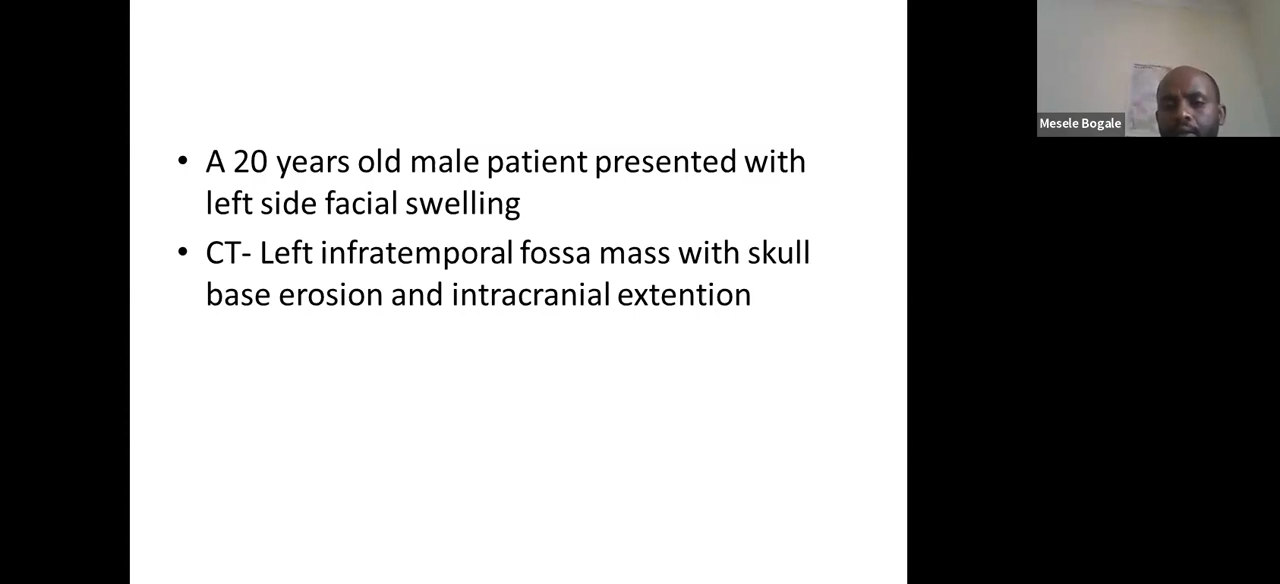 • A 20 years old male patient presented with
left side facial swelling
• CT- Left infratemporal fossa mass with skull
base erosion and intracranial extention
Mesele Bogale